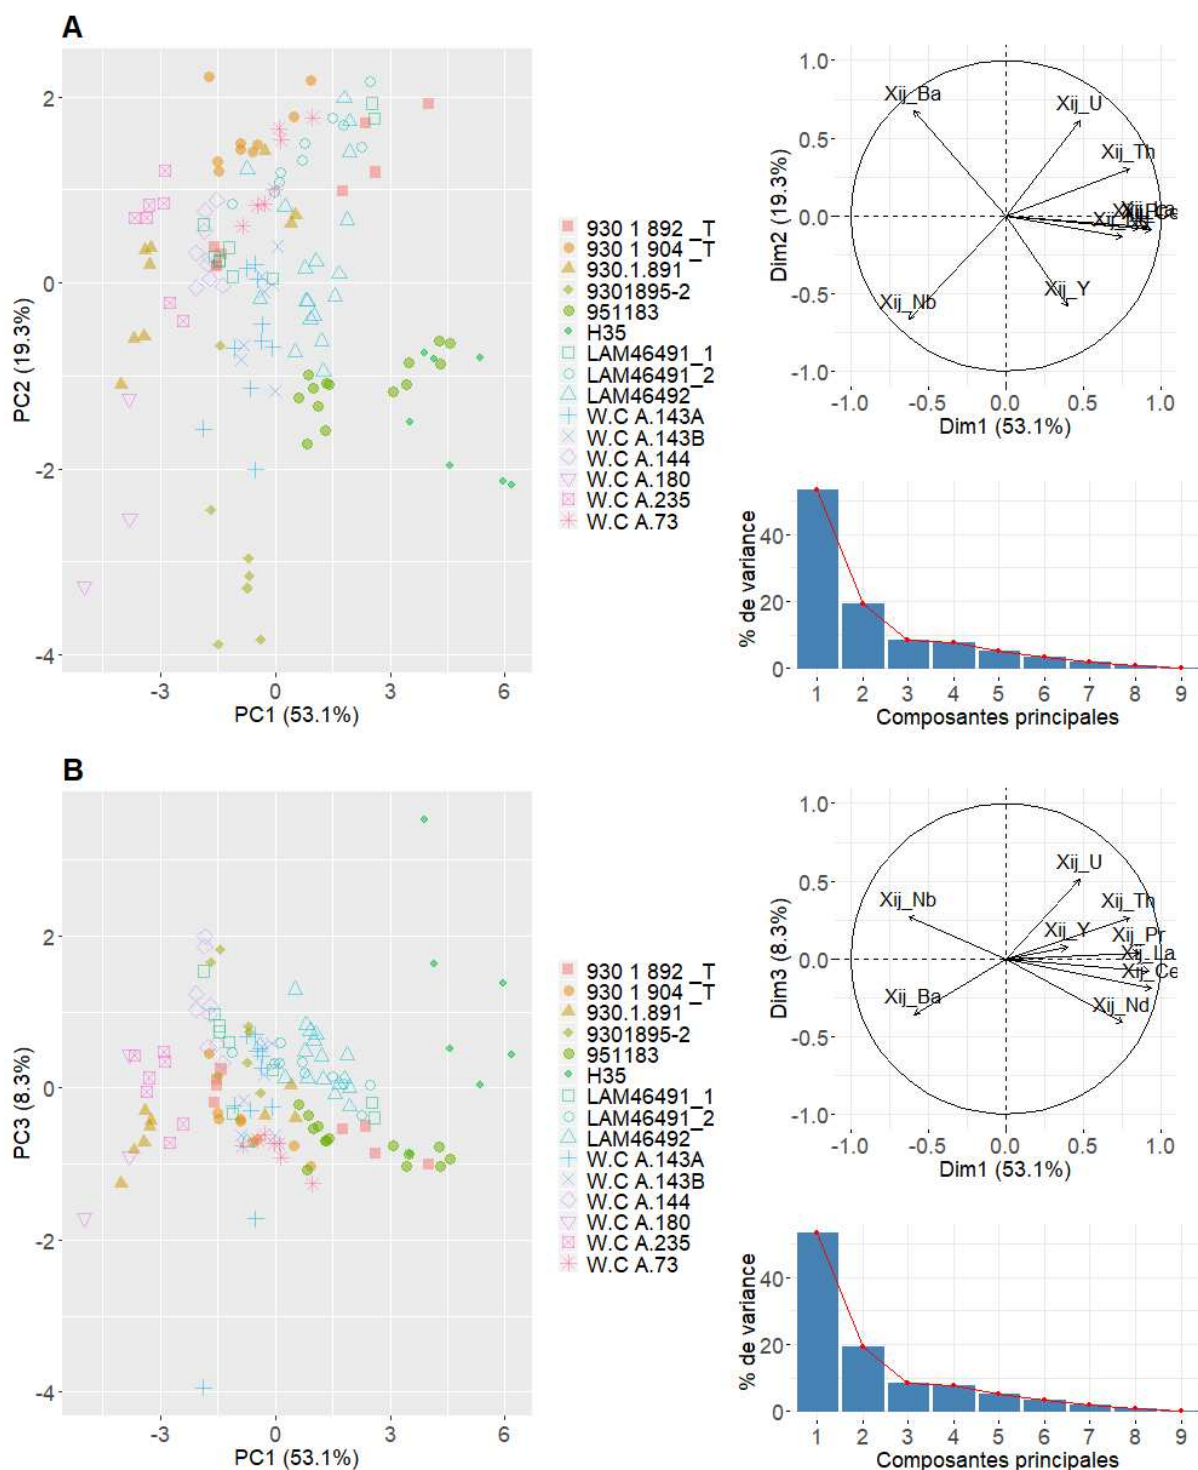 A
2
0
-2
-4
PC2 (19.3%)
-3
0
3
6
PC1 (53.1%)
930 1 892 _T
930 1 904 _T
930.1.891_
9301895-2
951183
H35
LAM46491_1
LAM46491_2
LAM46492_
W.C A.143A
W.C A.143B
W.C A.144
W.C A.180
W.C A.235
W.C A.73
1.0
0.5
0.0
-0.5
-1.0
Dim2 (19.3%)
Xij_Ba
Xij_U
Xij_Th
Xij_Nb
Xij_Y
-1.0
-0.5
0.0
0.5
1.0
Dim1 (53.1%)
% de variance
40
20
0
1 2 3 4 5 6 7 8 9
Composantes principales
B
2
0
-2
-4
PC3 (8.3%)
-3
0
3
6
PC1 (53.1%)
930 1 892 _T
930 1 904 _T
930.1.891_
9301895-2
951183
H35
LAM46491_1
LAM46491_2
LAM46492_
W.C A.143A
W.C A.143B
W.C A.144
W.C A.180
W.C A.235
W.C A.73
1.0
0.5
0.0
-0.5
-1.0
Dim3 (8.3%)
Xij_U
Xij_Nb
Xij_Th
Xij_Y
Xij_Pr
Xij_La
Xij_Ce
Xij_Ba
Xij_Nd
-1.0
-0.5
0.0
0.5
1.0
Dim1 (53.1%)
% de variance
40
20
0
1 2 3 4 5 6 7 8 9
Composantes principales